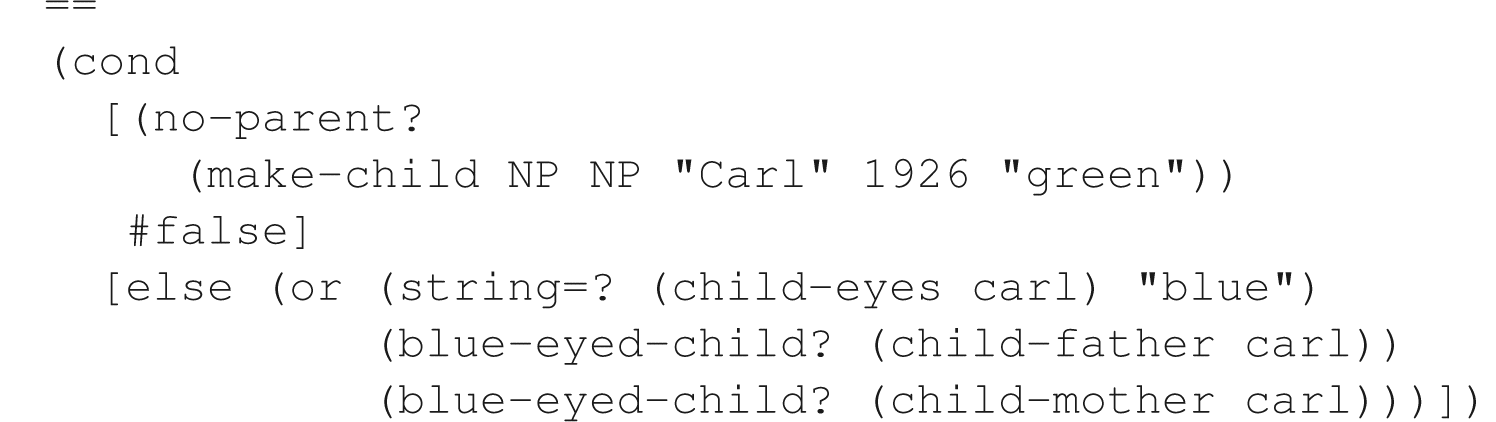 ==
(cond
[(no-parent?
(make-child NP NP "Carl" 1926 "green"))
#false]
[else (or (string=? (child-eyes carl) "blue")
(blue-eyed-child? (child-father carl))
(blue-eyed-child? (child-mother carl)))])